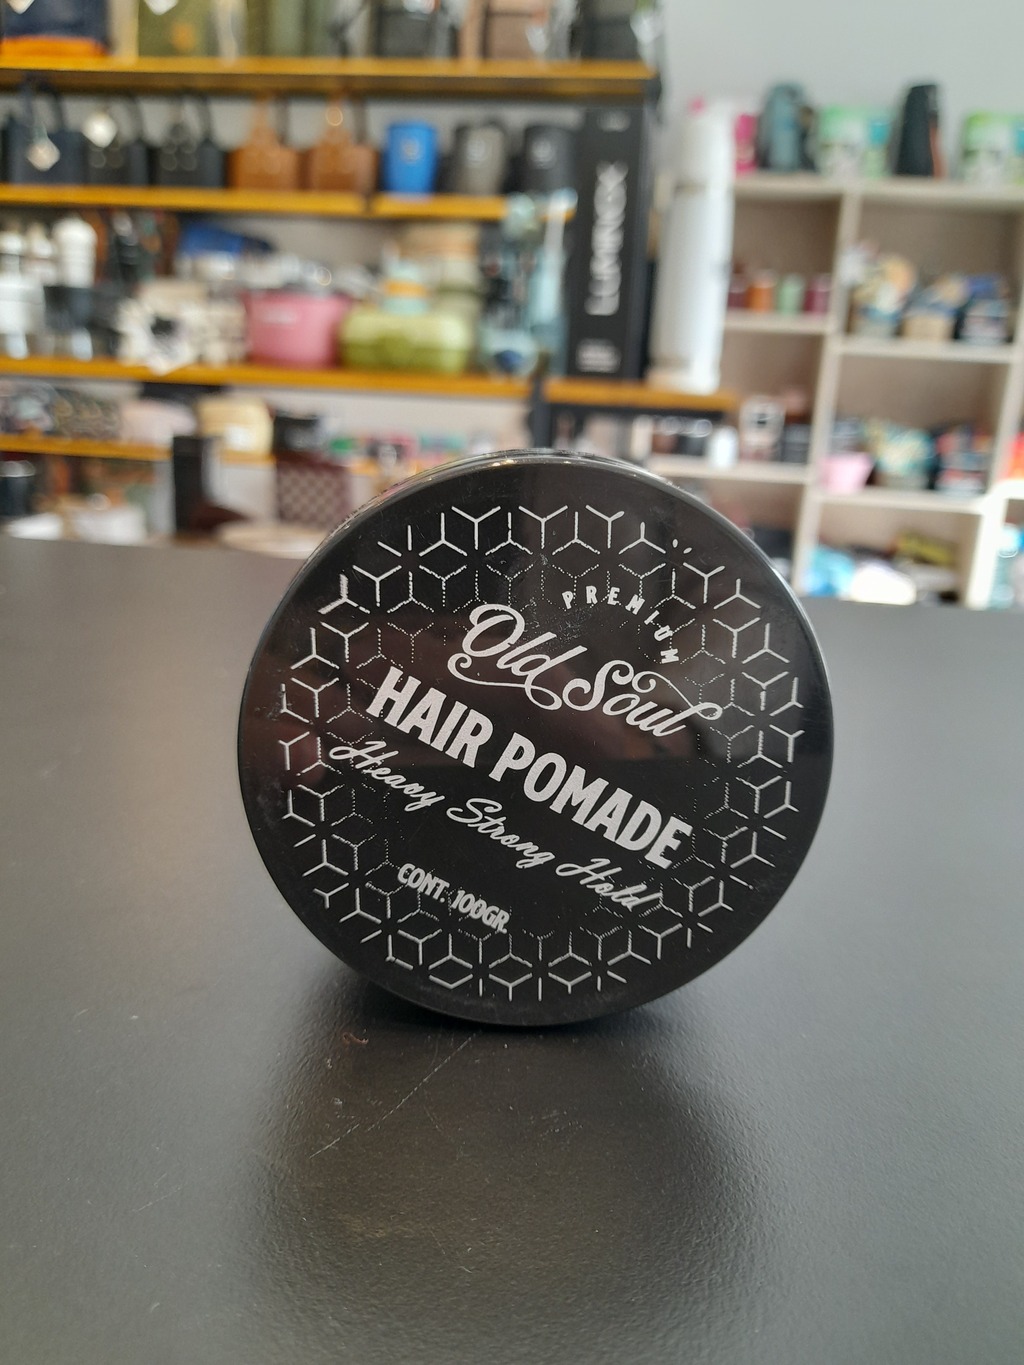 PREMIUM
Old Soul
HAIR POMADE
Heavy Strong Hold
CONT. 100GR.